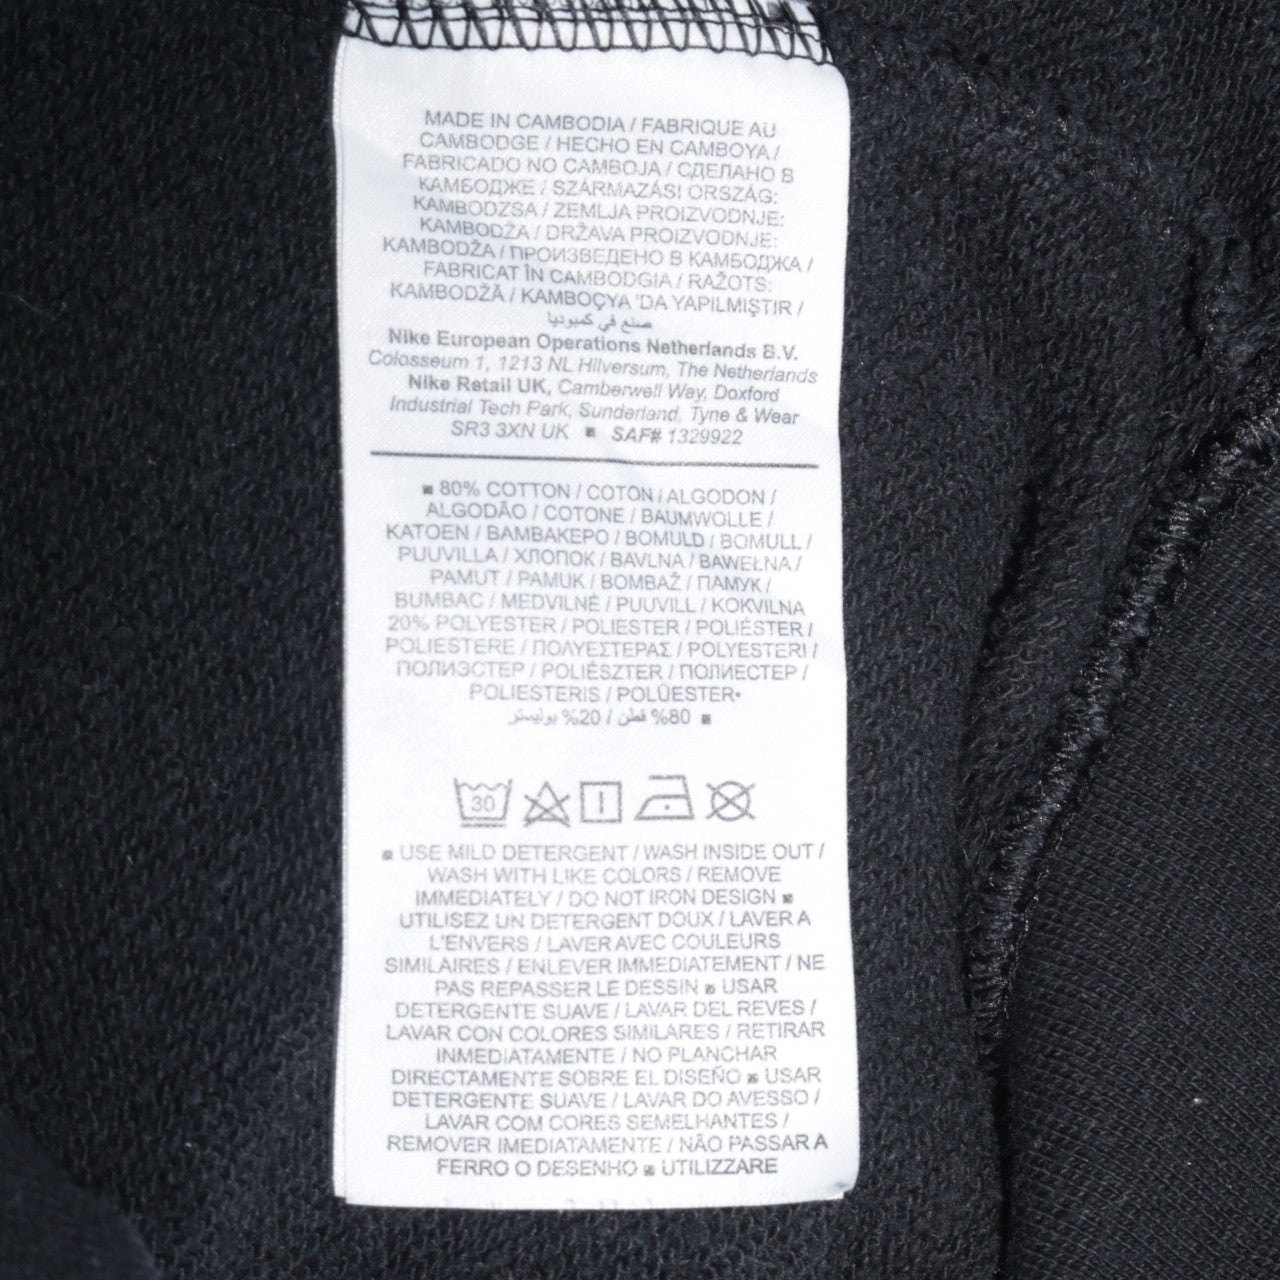 MADE IN CAMBODIA / FABRIQUE AU
CAMBODGE / HECHO EN CAMBOYA /
FABRICADO NO CAMBOJA / СДЕЛАНО В
КАМБОДЖЕ / SZÁRMAZÁSI ORSZÁG:
KAMBODZSA / ZEMLJA PROIZVODNJE:
KAMBODŽA / DRŽAVA PROIZVODNJE:
KAMBODŽA / ПРОИЗВЕДЕНО В КАМБОДЖА /
FABRICAT ÎN CAMBODGIA / RAŽOTS:
KAMBODŽĀ / KAMBOÇYA 'DA YAPILMIŞTIR /
صنع في كمبوديا
Nike European Operations Netherlands B.V.
Colosseum 1, 1213 NL Hilversum, The Netherlands
Nike Retail UK, Camberwell Way, Doxford
Industrial Tech Park, Sunderland, Tyne & Wear
SR3 3XN UK ▪ SAF# 1329922
▪ 80% COTTON / COTON / ALGODON /
ALGODÃO / COTONE / BAUMWOLLE /
KATOEN / ΒΑΜΒΑΚΕΡΟ / BOMULD / BOMULL /
PUUVILLA / ХЛОПОК / BAVLNA / BAWEŁNA /
PAMUT / PAMUK / BOMBAŽ / ПАМУК /
BUMBAC / MEDVILNĖ / PUUVILL / KOKVILNA
20% POLYESTER / POLIESTER / POLIÉSTER /
POLIESTERE / ΠΟΛΥΕΣΤΕΡΑΣ / POLYESTERI /
ПОЛИЭСТЕР / POLIÉSZTER / ПОЛИЕСТЕР /
POLIESTERIS / POLÜESTER•
▪ 80% قطن / 20% بوليستر
30
▪ USE MILD DETERGENT / WASH INSIDE OUT /
WASH WITH LIKE COLORS / REMOVE
IMMEDIATELY / DO NOT IRON DESIGN ▪
UTILISEZ UN DETERGENT DOUX / LAVER A
L'ENVERS / LAVER AVEC COULEURS
SIMILAIRES / ENLEVER IMMEDIATEMENT / NE
PAS REPASSER LE DESSIN ▪ USAR
DETERGENTE SUAVE / LAVAR DEL REVES /
LAVAR CON COLORES SIMILARES / RETIRAR
INMEDIATAMENTE / NO PLANCHAR
DIRECTAMENTE SOBRE EL DISEÑO ▪ USAR
DETERGENTE SUAVE / LAVAR DO AVESSO /
LAVAR COM CORES SEMELHANTES /
REMOVER IMEDIATAMENTE / NÃO PASSAR A
FERRO O DESENHO ▪ UTILIZZARE